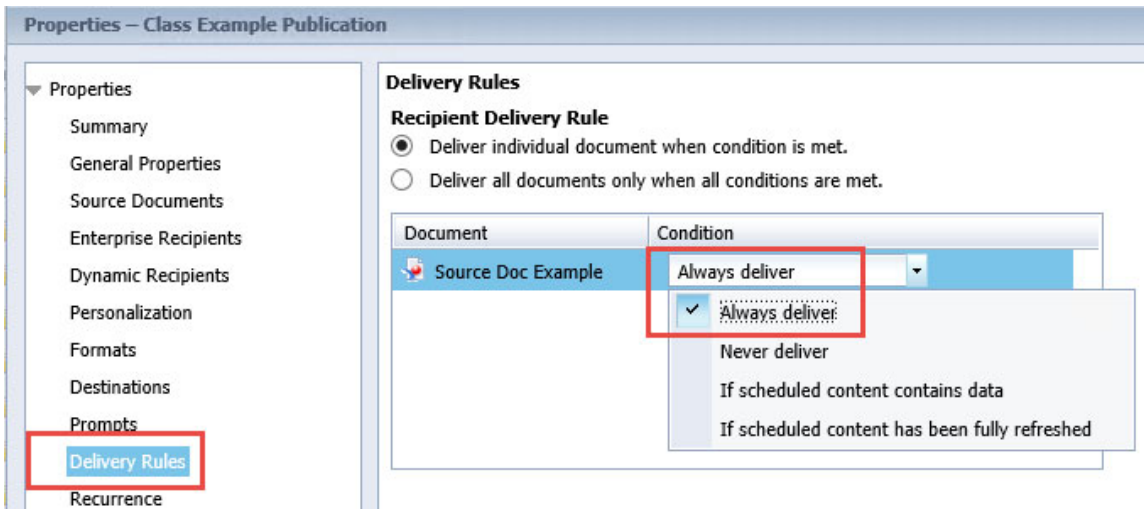 Properties – Class Example Publication
Properties
Summary
General Properties
Source Documents
Enterprise Recipients
Dynamic Recipients
Personalization
Formats
Destinations
Prompts
Delivery Rules
Recurrence
Delivery Rules
Recipient Delivery Rule
Deliver individual document when condition is met.
Deliver all documents only when all conditions are met.
Document Condition
Source Doc Example Always deliver
Always deliver
Never deliver
If scheduled content contains data
If scheduled content has been fully refreshed